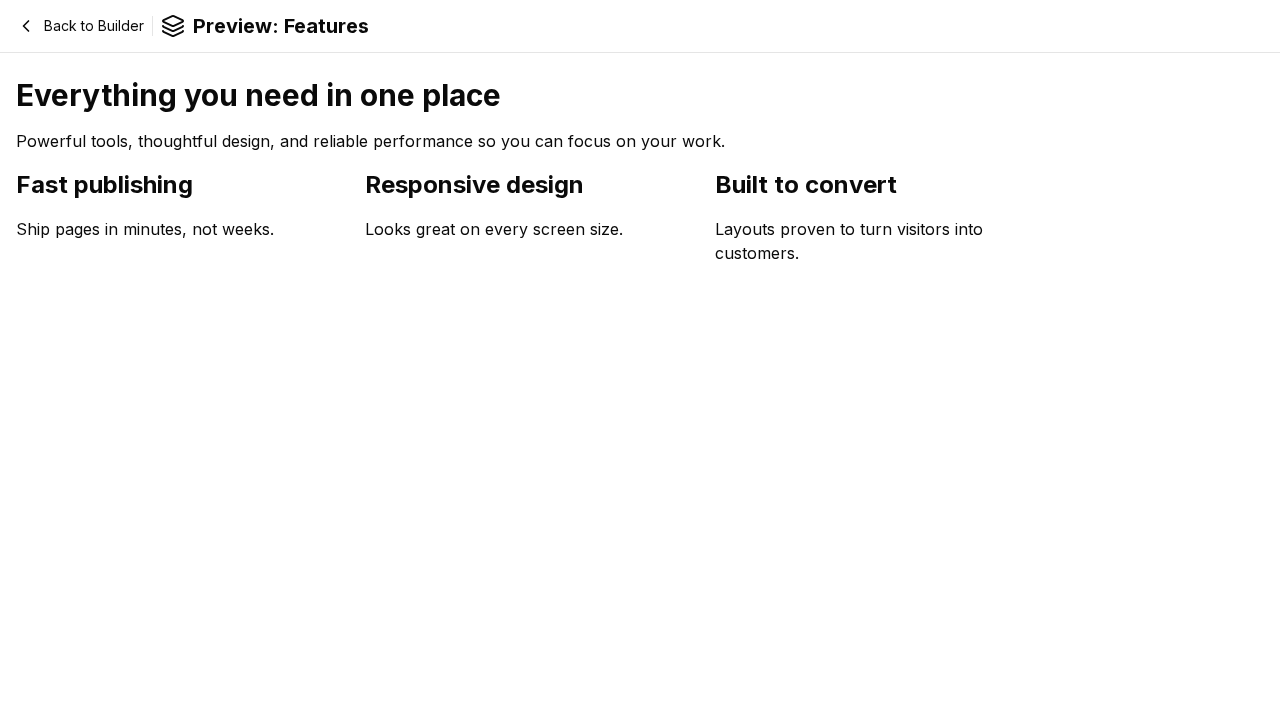 Back to Builder
Preview: Features
Everything you need in one place
Powerful tools, thoughtful design, and reliable performance so you can focus on your work.
Fast publishing
Ship pages in minutes, not weeks.
Responsive design
Looks great on every screen size.
Built to convert
Layouts proven to turn visitors into
customers.